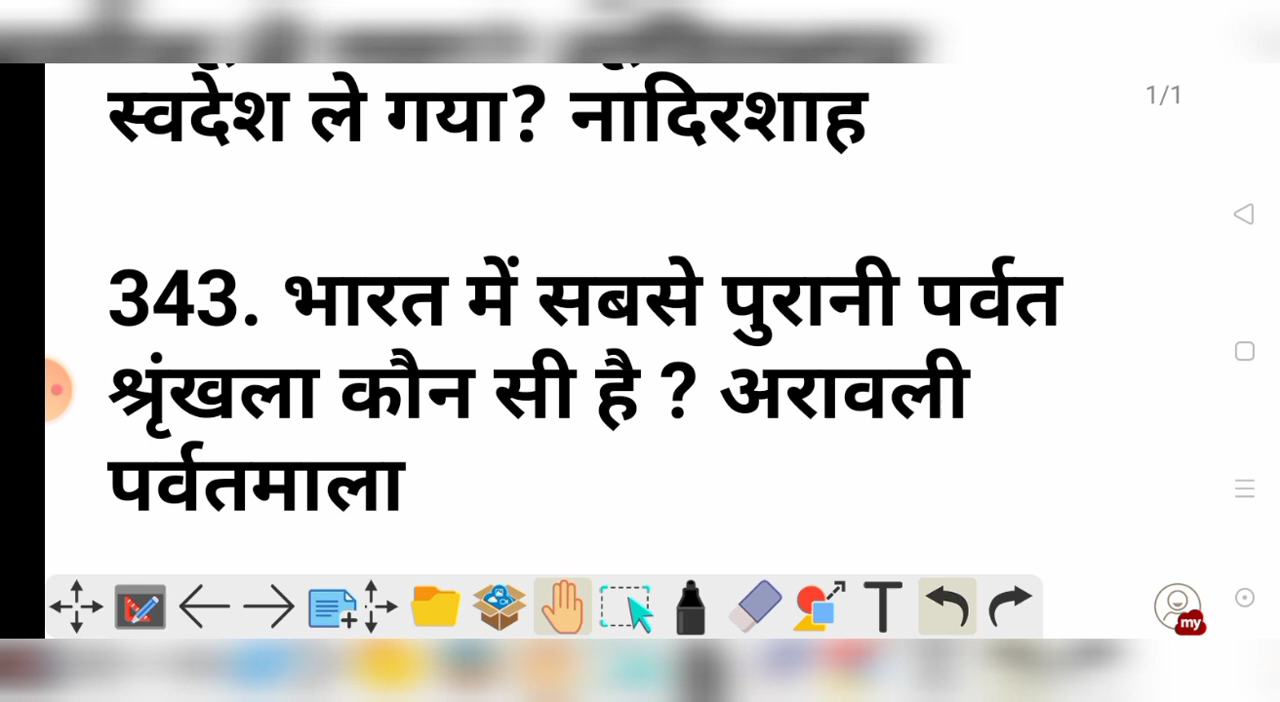 स्वदेश ले गया? नादिरशाह
1/1
343. भारत में सबसे पुरानी पर्वत
श्रृंखला कौन सी है ? अरावली
पर्वतमाला
T
my